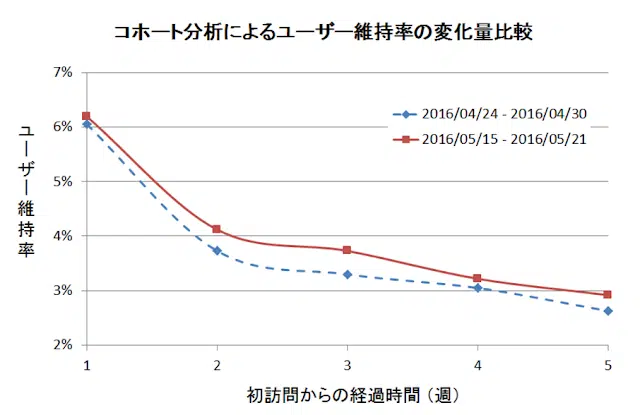 コホート分析によるユーザー維持率の変化量比較
7%
6%
5%
4%
3%
2%
ユーザー維持率
2016/04/24 - 2016/04/30
2016/05/15 - 2016/05/21
1 2 3 4 5
初訪問からの経過時間（週）